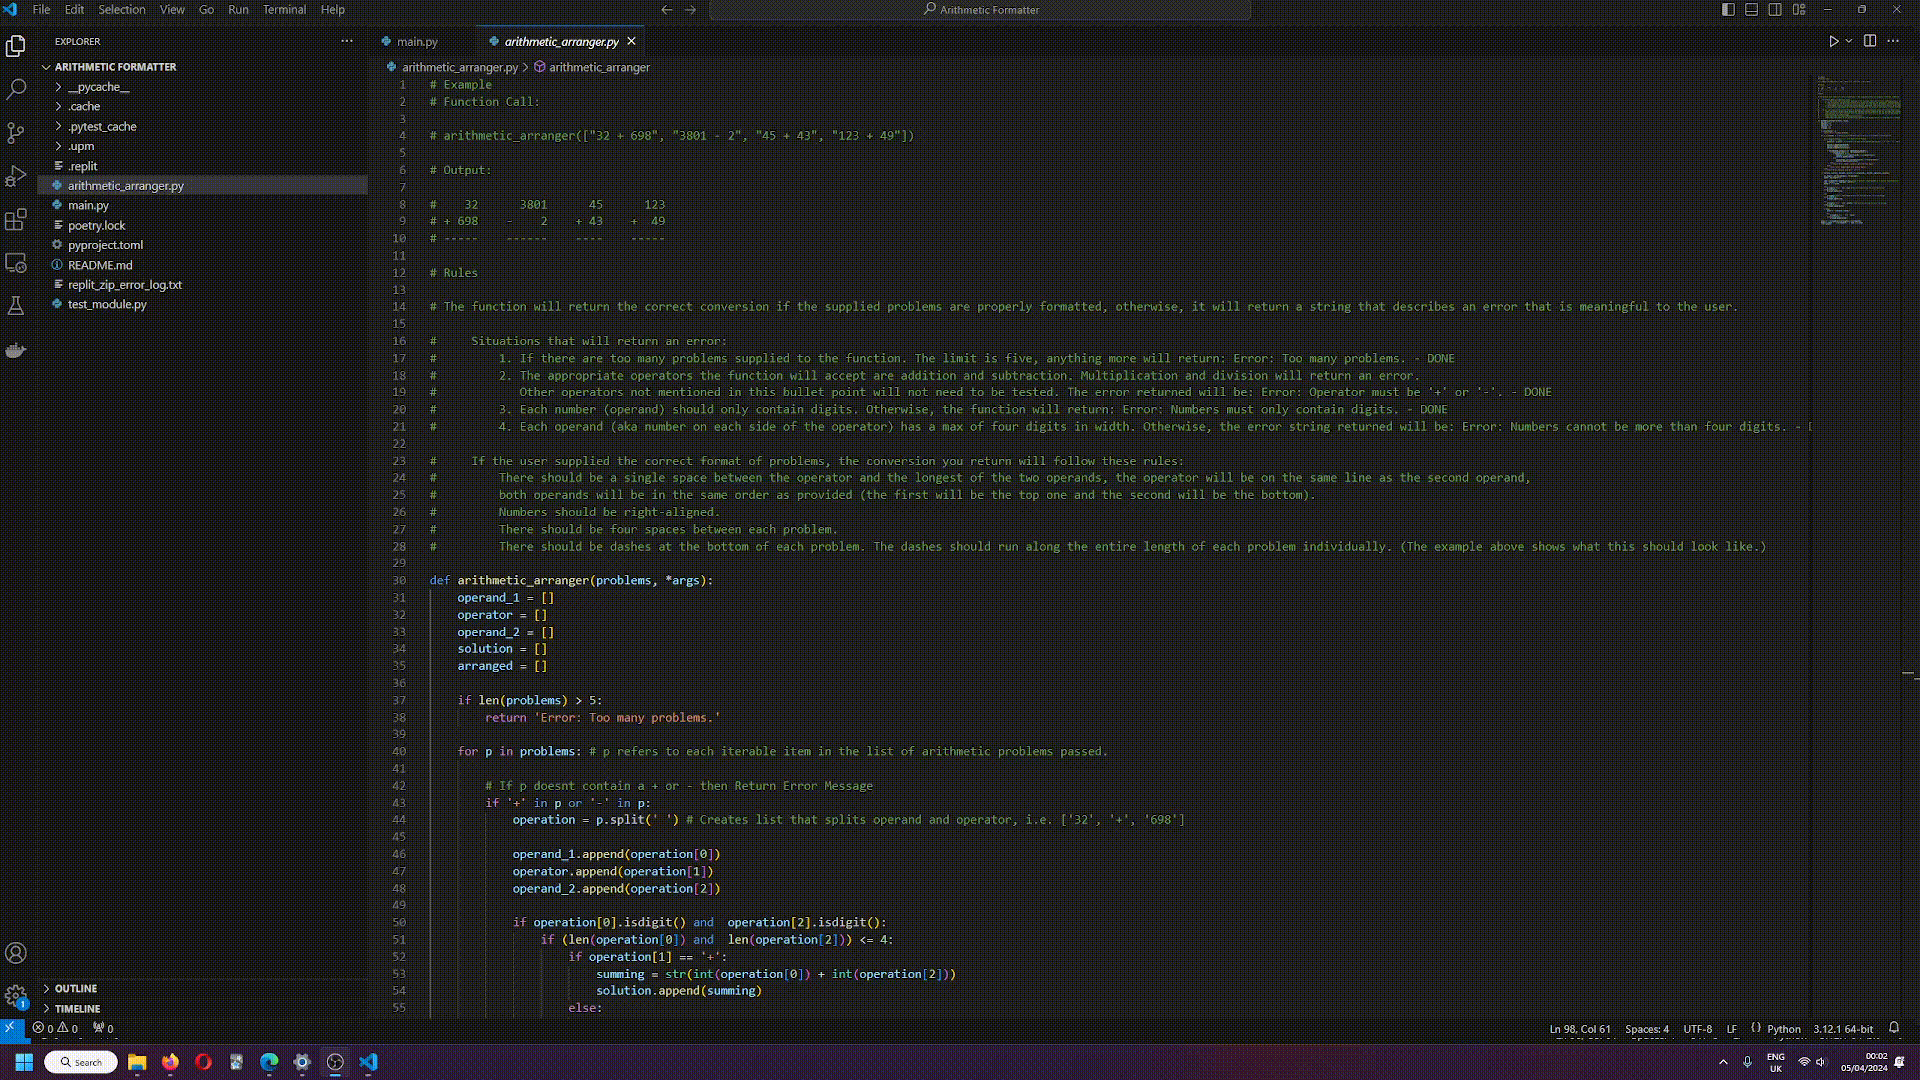 File Edit Selection View Go Run Terminal Help
Arithmetic Formatter
EXPLORER
ARITHMETIC FORMATTER
__pycache__
.cache
.pytest_cache
.upm
.replit
arithmetic_arranger.py
main.py
poetry.lock
pyproject.toml
README.md
replit_zip_error_log.txt
test_module.py
OUTLINE
TIMELINE
main.py arithmetic_arranger.py
arithmetic_arranger.py > arithmetic_arranger
1 # Example
2 # Function Call:
3
4 # arithmetic_arranger(["32 + 698", "3801 - 2", "45 + 43", "123 + 49"])
5
6 # Output:
7
8 #    32      3801      45     123
9 # + 698    -    2    + 43    +  49
10 # -----    ------    ----    -----
11
12 # Rules
13
14 # The function will return the correct conversion if the supplied problems are properly formatted, otherwise, it will return a string that describes an error that is meaningful to the user.
15
16 #     Situations that will return an error:
17 #         1. If there are too many problems supplied to the function. The limit is five, anything more will return: Error: Too many problems. - DONE
18 #         2. The appropriate operators the function will accept are addition and subtraction. Multiplication and division will return an error.
19 #            Other operators not mentioned in this bullet point will not need to be tested. The error returned will be: Error: Operator must be '+' or '-'. - DONE
20 #         3. Each number (operand) should only contain digits. Otherwise, the function will return: Error: Numbers must only contain digits. - DONE
21 #         4. Each operand (aka number on each side of the operator) has a max of four digits in width. Otherwise, the error string returned will be: Error: Numbers cannot be more than four digits. -
22
23 #     If the user supplied the correct format of problems, the conversion you return will follow these rules:
24 #         There should be a single space between the operator and the longest of the two operands, the operator will be on the same line as the second operand,
25 #         both operands will be in the same order as provided (the first will be the top one and the second will be the bottom).
26 #         Numbers should be right-aligned.
27 #         There should be four spaces between each problem.
28 #         There should be dashes at the bottom of each problem. The dashes should run along the entire length of each problem individually. (The example above shows what this should look like.)
29
30 def arithmetic_arranger(problems, *args):
31     operand_1 = []
32     operator = []
33     operand_2 = []
34     solution = []
35     arranged = []
36
37     if len(problems) > 5:
38         return 'Error: Too many problems.'
39
40     for p in problems: # p refers to each iterable item in the list of arithmetic problems passed.
41
42         # If p doesnt contain a + or - then Return Error Message
43         if '+' in p or '-' in p:
44             operation = p.split(' ') # Creates list that splits operand and operator, i.e. ['32', '+', '698']
45
46             operand_1.append(operation[0])
47             operator.append(operation[1])
48             operand_2.append(operation[2])
49
50             if operation[0].isdigit() and  operation[2].isdigit():
51                 if (len(operation[0]) and  len(operation[2])) <= 4:
52                     if operation[1] == '+':
53                         summing = str(int(operation[0]) + int(operation[2]))
54                         solution.append(summing)
55                     else:
0 0 0
Ln 98, Col 61 Spaces: 4 UTF-8 LF Python 3.12.1 64-bit
Search
ENG
UK
00:02
05/04/2024